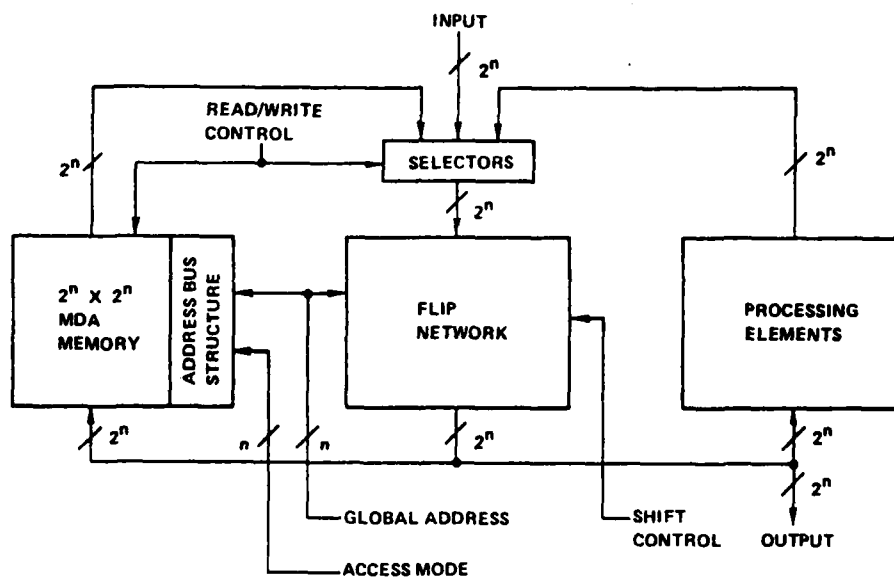 INPUT
2ⁿ
READ/WRITE
CONTROL
2ⁿ
SELECTORS
2ⁿ
2ⁿ
2ⁿ X 2ⁿ
MDA
MEMORY
ADDRESS BUS
STRUCTURE
FLIP
NETWORK
PROCESSING
ELEMENTS
2ⁿ
n
n
2ⁿ
2ⁿ
2ⁿ
GLOBAL ADDRESS
SHIFT
CONTROL
OUTPUT
ACCESS MODE